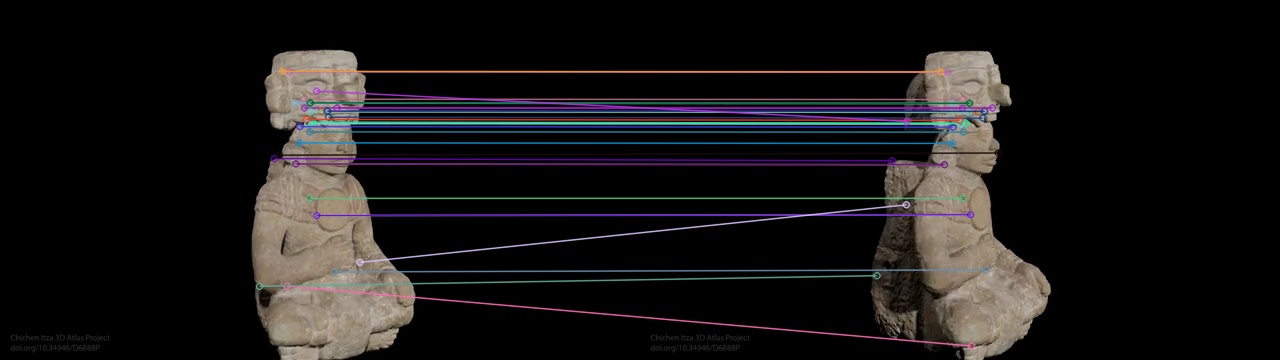 Chichen Itza 3D Atlas Project
doi.org/10.34946/D6B88P
Chichen Itza 3D Atlas Project
doi.org/10.34946/D6B88P